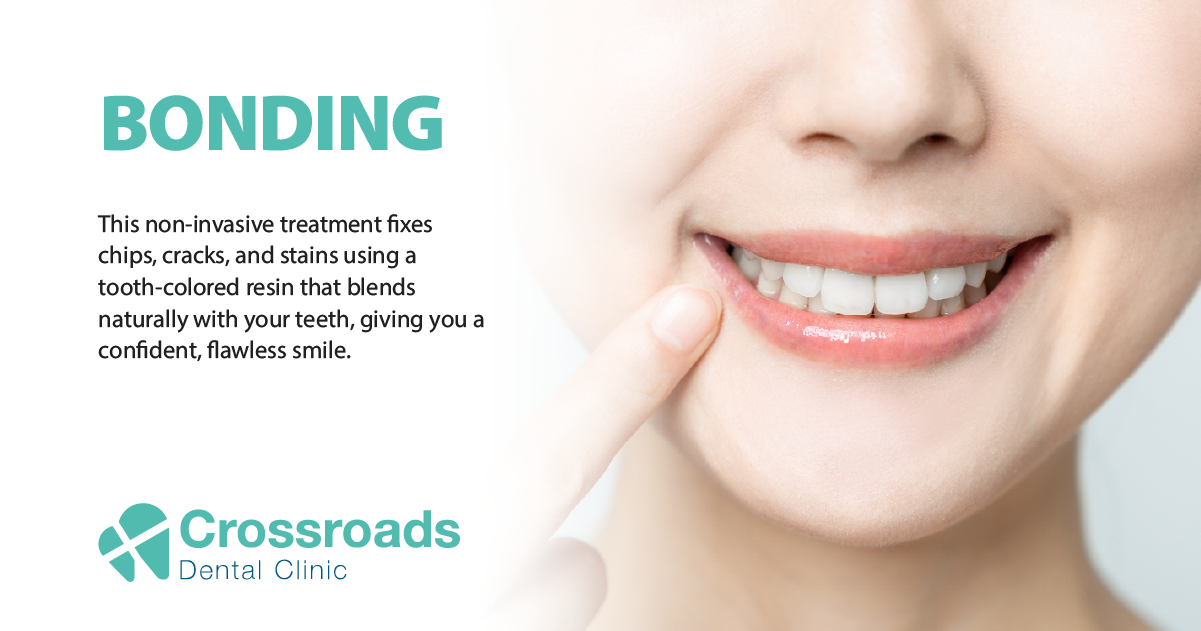 BONDING
This non-invasive treatment fixes
chips, cracks, and stains using a
tooth-colored resin that blends
naturally with your teeth, giving you a
confident, flawless smile.
Crossroads
Dental Clinic